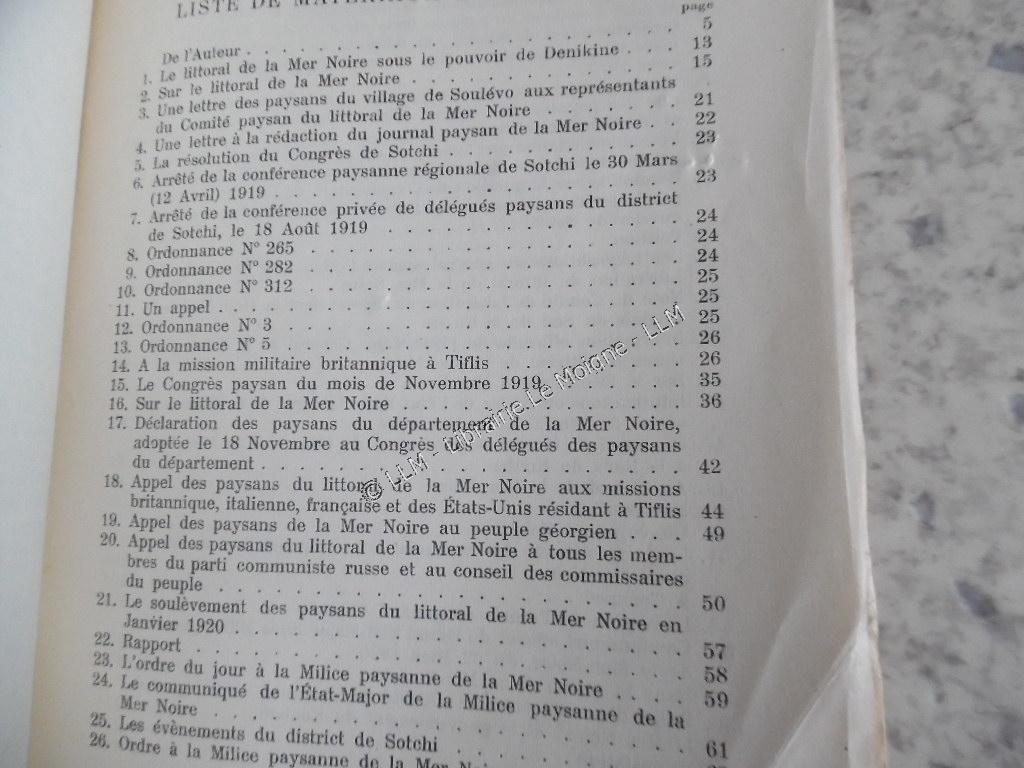 LISTE DE
page
De l'Auteur . . . . . . . . . . . . . . . . . 5
1. Le littoral de la Mer Noire sous le pouvoir de Denikine . . . 13
2. Sur le littoral de la Mer Noire . . . . . . . . . . . 15
3. Une lettre des paysans du village de Soulévo aux représentants
du Comité paysan du littoral de la Mer Noire . . . . . . 21
4. Une lettre à la rédaction du journal paysan de la Mer Noire . . 22
5. La résolution du Congrès de Sotchi . . . . . . . . . 23
6. Arrêté de la conférence paysanne régionale de Sotchi le 30 Mars
(12 Avril) 1919 . . . . . . . . . . . . . . . 23
7. Arrêté de la conférence privée de délégués paysans du district
de Sotchi, le 18 Août 1919 . . . . . . . . . . . 24
8. Ordonnance N° 265 . . . . . . . . . . . . . . 24
9. Ordonnance N° 282 . . . . . . . . . . . . . . 24
10. Ordonnance N° 312 . . . . . . . . . . . . . . 25
11. Un appel . . . . . . . . . . . . . . . . . 25
12. Ordonnance N° 3 . . . . . . . . . . . . . . . 25
13. Ordonnance N° 5 . . . . . . . . . . . . . . . 26
14. A la mission militaire britannique à Tiflis . . . . . . . 26
15. Le Congrès paysan du mois de Novembre 1919 . . . . . . 35
16. Sur le littoral de la Mer Noire . . . . . . . . . . . 36
17. Déclaration des paysans du département de la Mer Noire,
adoptée le 18 Novembre au Congrès des délégués des paysans
du département . . . . . . . . . . . . . . . . 42
18. Appel des paysans du littoral de la Mer Noire aux missions
britannique, italienne, française et des États-Unis résidant à Tiflis 44
19. Appel des paysans de la Mer Noire au peuple géorgien . . . 49
20. Appel des paysans du littoral de la Mer Noire à tous les mem-
bres du parti communiste russe et au conseil des commissaires
du peuple . . . . . . . . . . . . . . . . . 50
21. Le soulèvement des paysans du littoral de la Mer Noire en
Janvier 1920 . . . . . . . . . . . . . . . . 57
22. Rapport . . . . . . . . . . . . . . . . . . 58
23. L'ordre du jour à la Milice paysanne de la Mer Noire . . . . 59
24. Le communiqué de l'État-Major de la Milice paysanne de la
Mer Noire . . . . . . . . . . . . . . . . . 61
25. Les évènements du district de Sotchi . . . . . . . .
26. Ordre à la Milice paysanne de la Mer
© LLM - Librairie Le Moigne - LLM